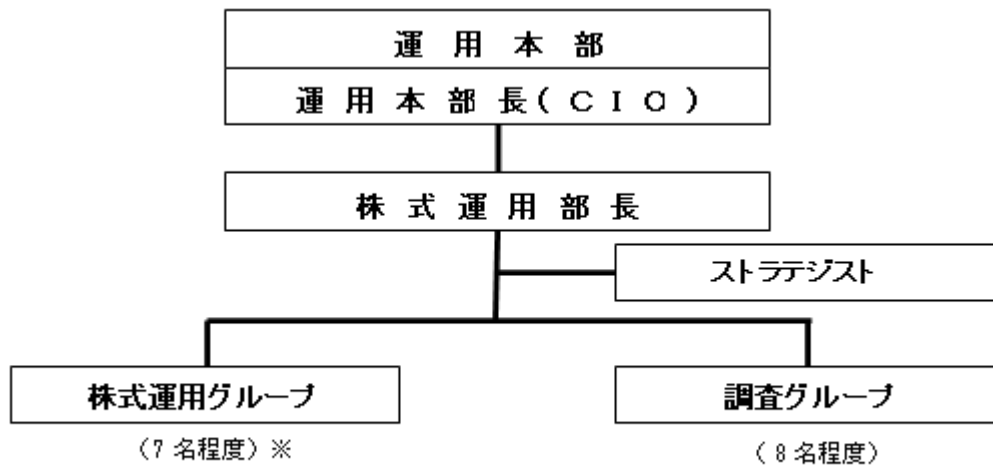 運用本部
運用本部長(CIO)
株式運用部長
ストラテジスト
株式運用グループ
調査グループ
(7名程度)※
(8名程度)